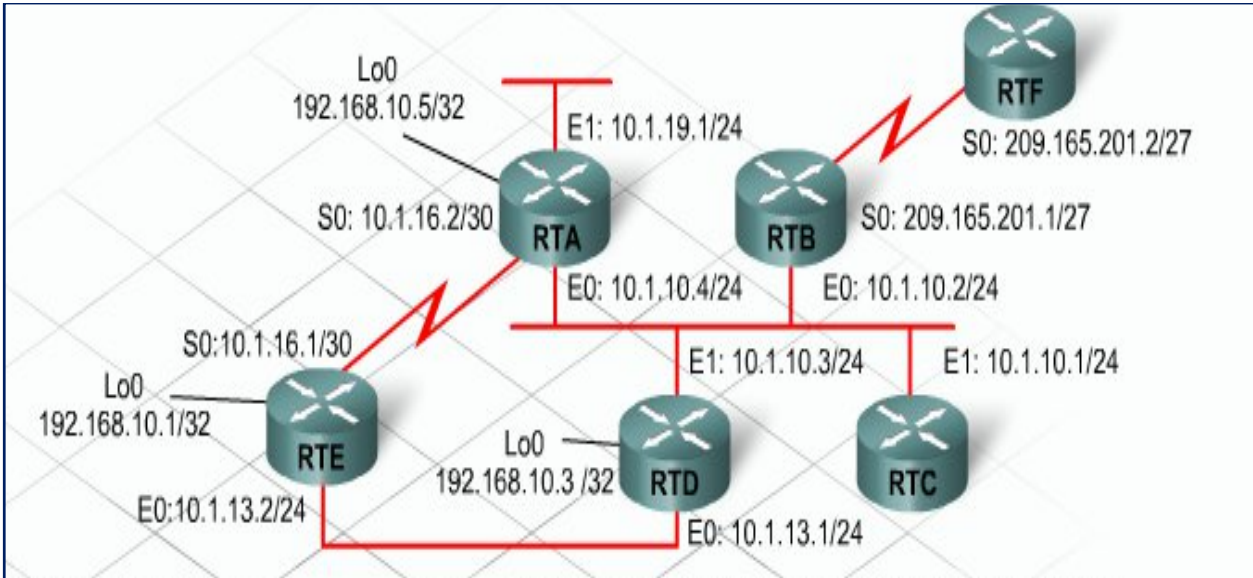 RTF
Lo0
192.168.10.5/32
E1: 10.1.19.1/24
S0: 209.165.201.2/27
S0: 10.1.16.2/30
RTA
RTB
S0: 209.165.201.1/27
E0: 10.1.10.4/24
E0: 10.1.10.2/24
S0:10.1.16.1/30
E1: 10.1.10.3/24
E1: 10.1.10.1/24
Lo0
192.168.10.1/32
RTE
Lo0
192.168.10.3 /32
RTD
RTC
E0:10.1.13.2/24
E0: 10.1.13.1/24